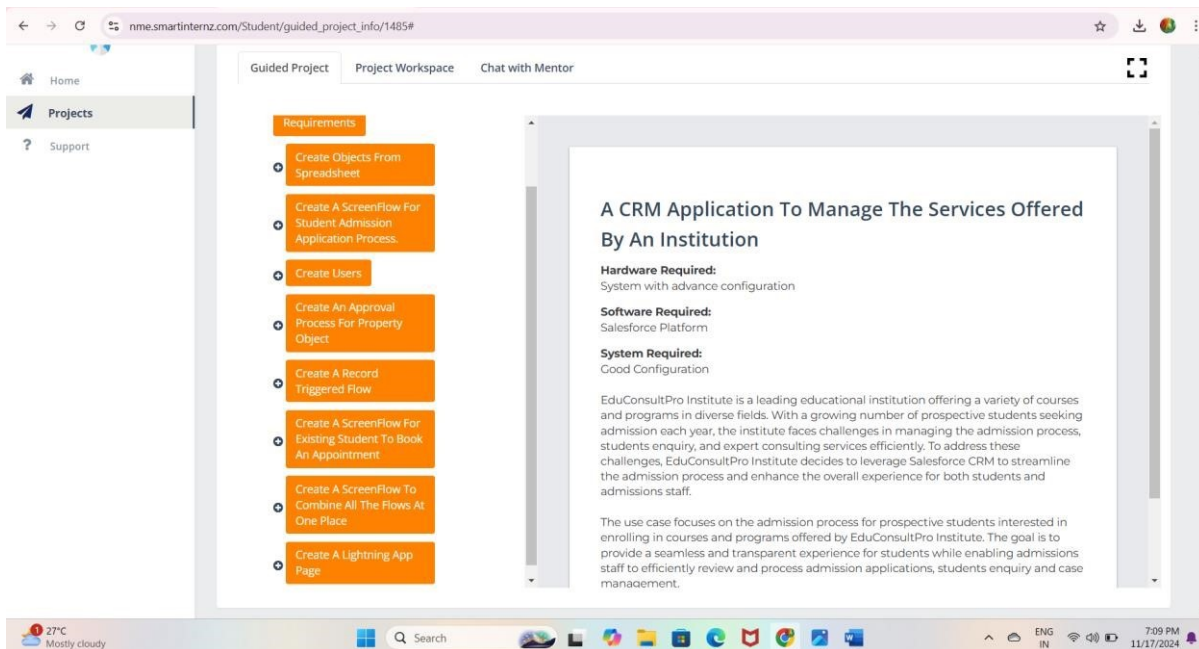 nme.smartinternz.com/Student/guided_project_info/1485#
Home
Projects
Support
Guided Project
Project Workspace
Chat with Mentor
Requirements
Create Objects From
Spreadsheet
Create A ScreenFlow For
Student Admission
Application Process.
Create Users
Create An Approval
Process For Property
Object
Create A Record
Triggered Flow
Create A ScreenFlow For
Existing Student To Book
An Appointment
Create A ScreenFlow To
Combine All The Flows At
One Place
Create A Lightning App
Page
A CRM Application To Manage The Services Offered
By An Institution
Hardware Required:
System with advance configuration
Software Required:
Salesforce Platform
System Required:
Good Configuration
EduConsultPro Institute is a leading educational institution offering a variety of courses
and programs in diverse fields. With a growing number of prospective students seeking
admission each year, the institute faces challenges in managing the admission process,
students enquiry, and expert consulting services efficiently. To address these
challenges, EduConsultPro Institute decides to leverage Salesforce CRM to streamline
the admission process and enhance the overall experience for both students and
admissions staff.
The use case focuses on the admission process for prospective students interested in
enrolling in courses and programs offered by EduConsultPro Institute. The goal is to
provide a seamless and transparent experience for students while enabling admissions
staff to efficiently review and process admission applications, students enquiry and case
management.
1
27°C
Mostly cloudy
Search
ENG
IN
7:09 PM
11/17/2024